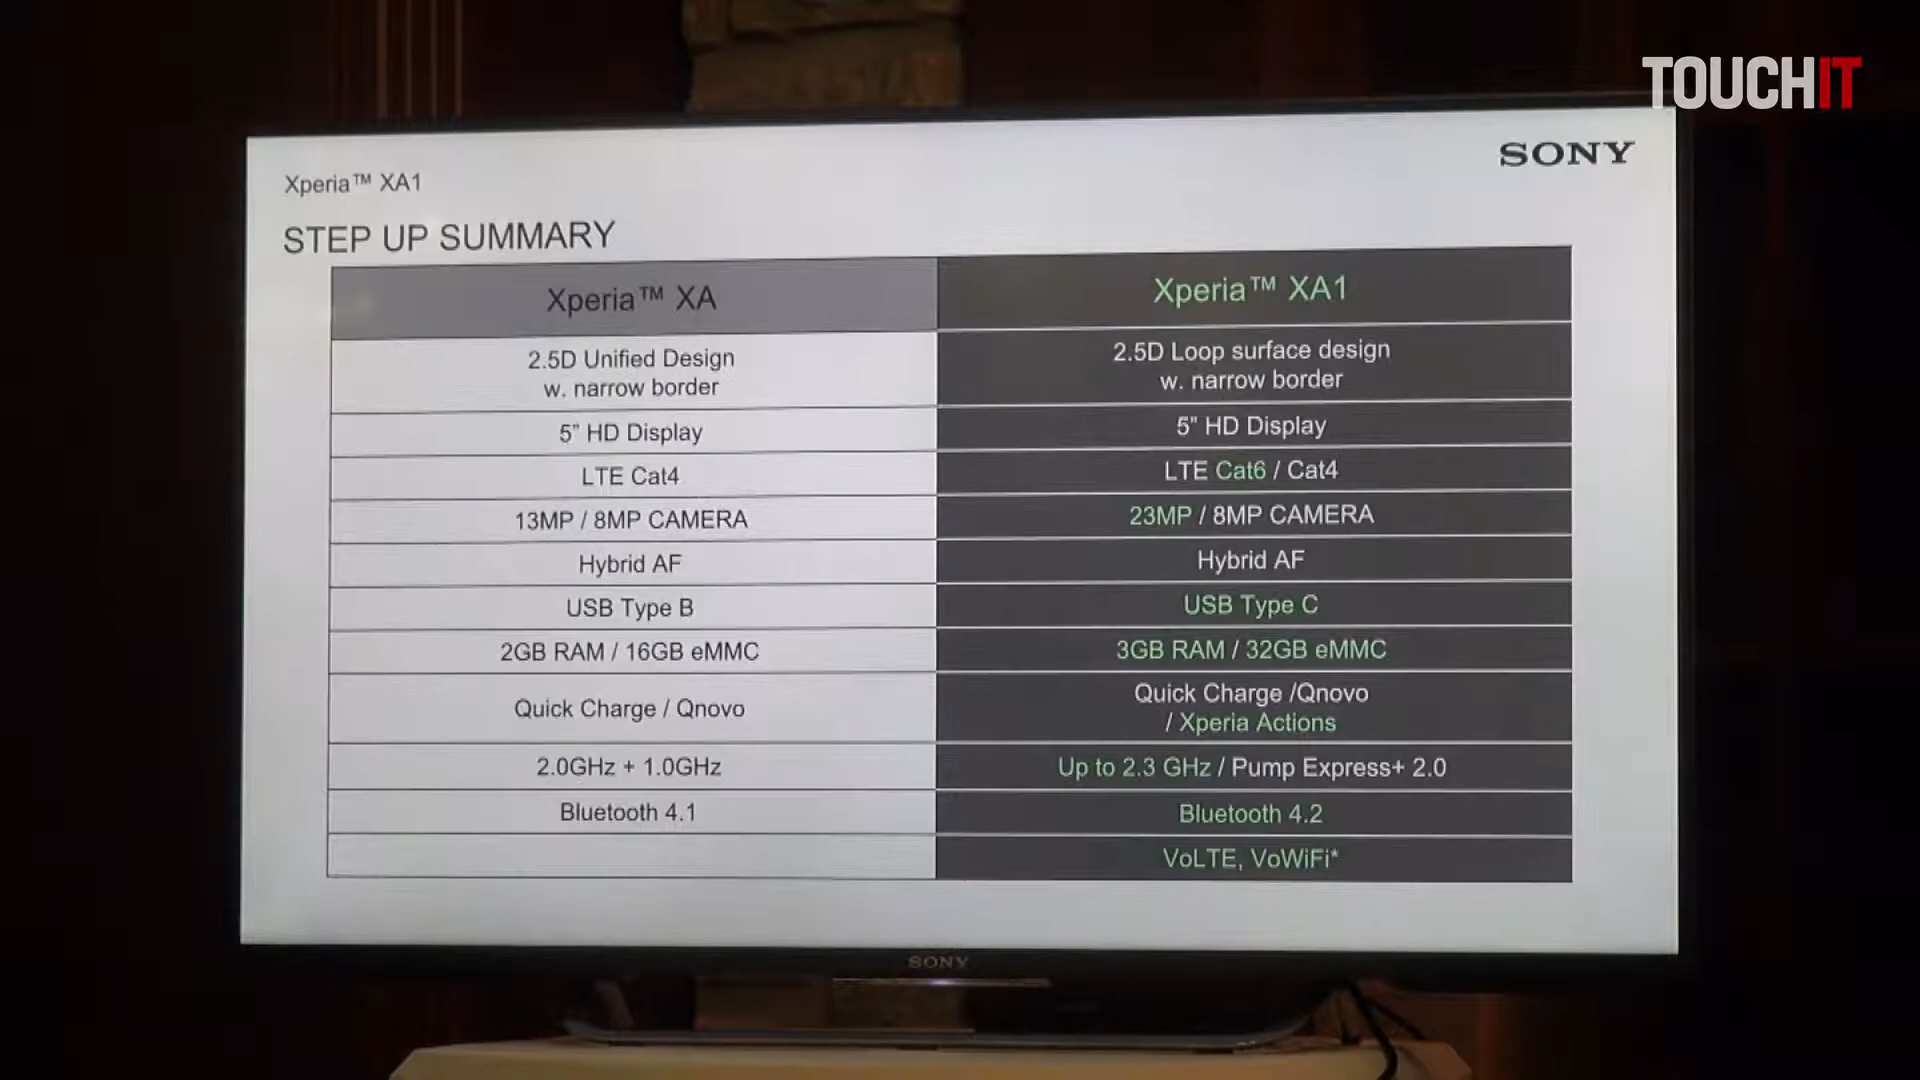 TOUCHIT
SONY
Xperia™ XA1
STEP UP SUMMARY
Xperia™ XA
Xperia™ XA1
2.5D Unified Design
w. narrow border
2.5D Loop surface design
w. narrow border
5” HD Display
5” HD Display
LTE Cat4
LTE Cat6 / Cat4
13MP / 8MP CAMERA
23MP / 8MP CAMERA
Hybrid AF
Hybrid AF
USB Type B
USB Type C
2GB RAM / 16GB eMMC
3GB RAM / 32GB eMMC
Quick Charge / Qnovo
Quick Charge /Qnovo
/ Xperia Actions
2.0GHz + 1.0GHz
Up to 2.3 GHz / Pump Express+ 2.0
Bluetooth 4.1
Bluetooth 4.2
VoLTE, VoWiFi*
SONY